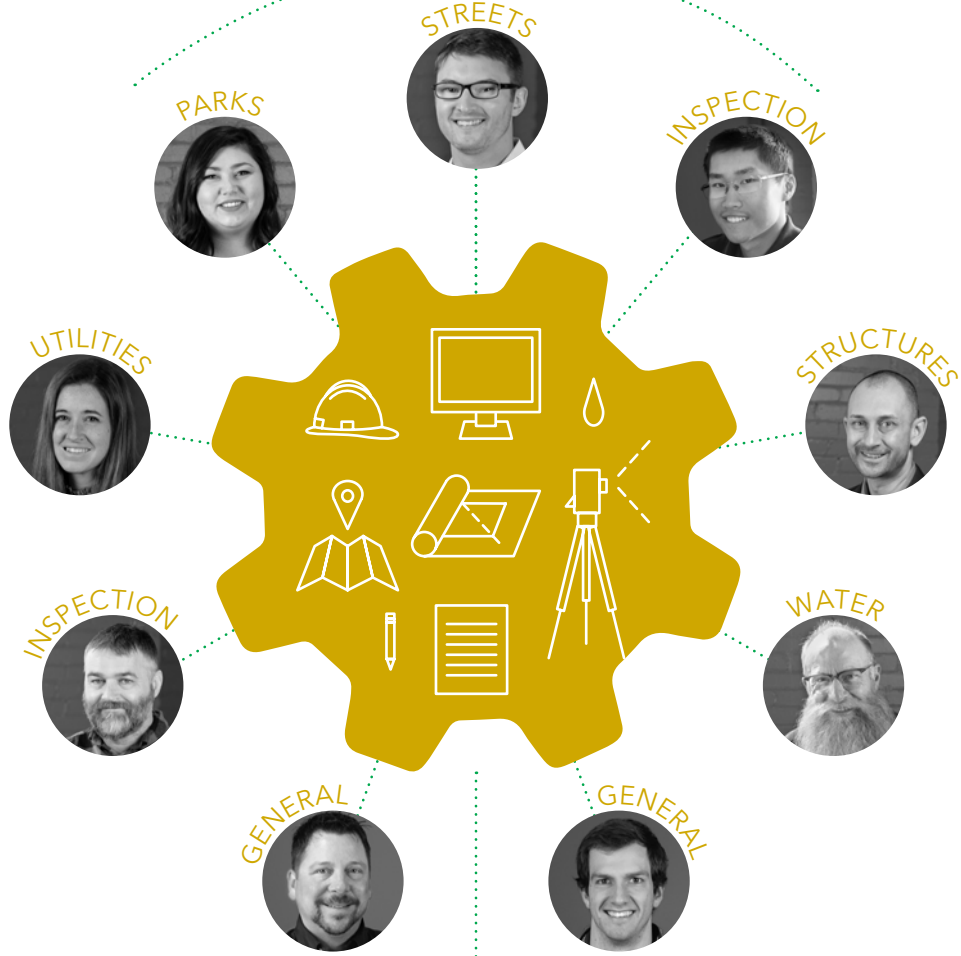 STREETS
PARKS
INSPECTION
UTILITIES
STRUCTURES
INSPECTION
WATER
GENERAL
GENERAL